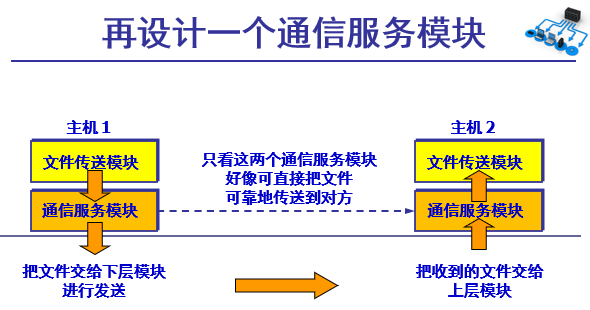 再设计一个通信服务模块
主机 1
主机 2
文件传送模块
只看这两个通信服务模块
好像可直接把文件
可靠地传送到对方
文件传送模块
通信服务模块
通信服务模块
把文件交给下层模块
进行发送
把收到的文件交给
上层模块